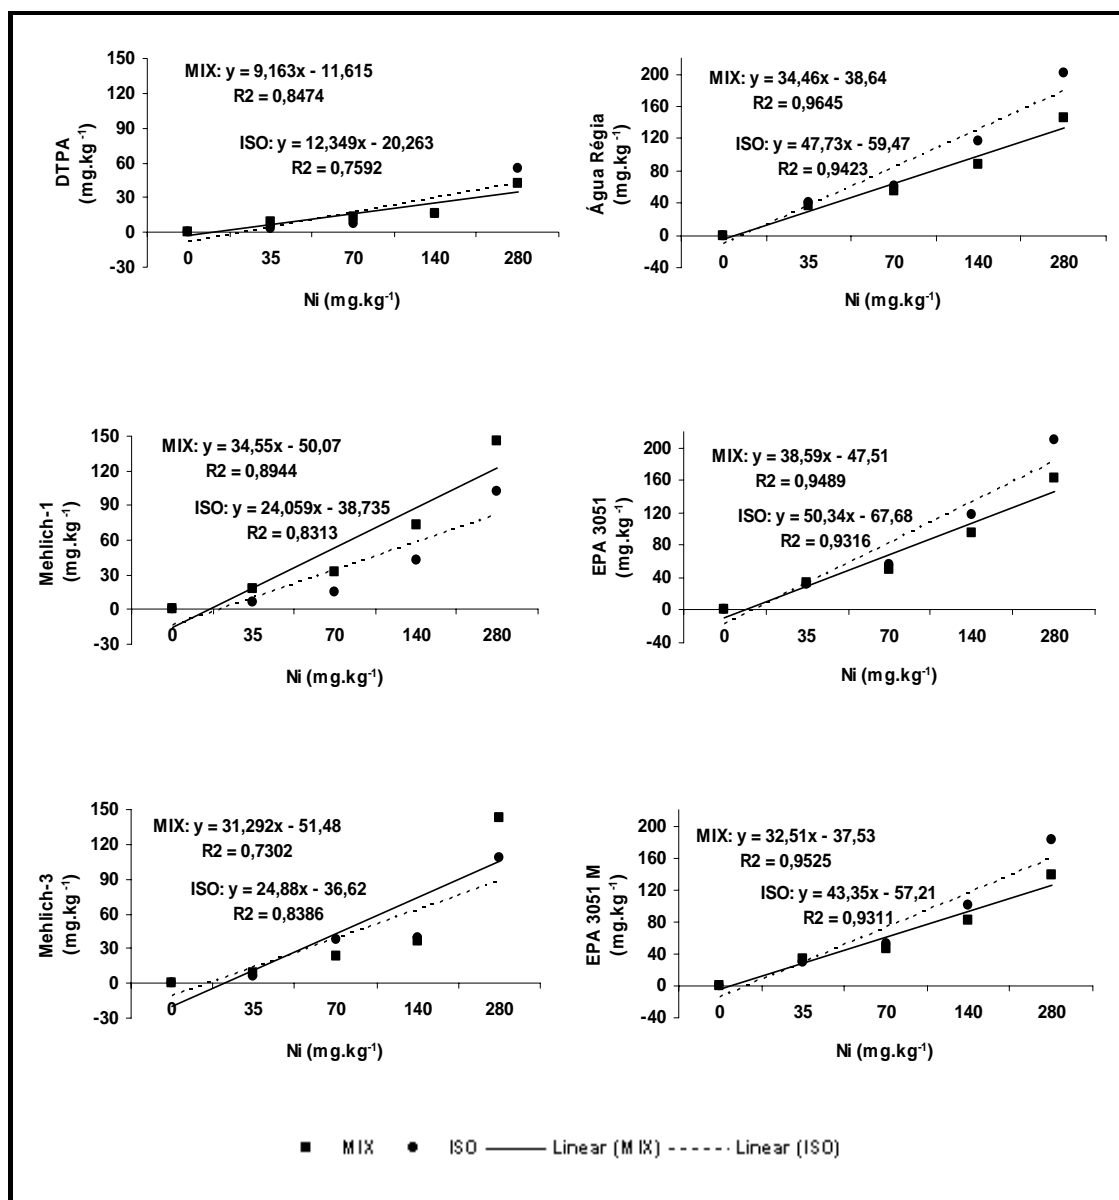 DTPA
(mg.kg-1)
150
120
90
60
30
0
-30
MIX: y = 9,163x - 11,615
R2 = 0,8474
ISO: y = 12,349x - 20,263
R2 = 0,7592
0 35 70 140 280
Ni (mg.kg-1)
Água Régia
(mg.kg-1)
200
160
120
80
40
0
-40
MIX: y = 34,46x - 38,64
R2 = 0,9645
ISO: y = 47,73x - 59,47
R2 = 0,9423
0 35 70 140 280
Ni (mg.kg-1)
Mehlich-1
(mg.kg-1)
150
120
90
60
30
0
-30
MIX: y = 34,55x - 50,07
R2 = 0,8944
ISO: y = 24,059x - 38,735
R2 = 0,8313
0 35 70 140 280
Ni (mg.kg-1)
EPA 3051
(mg.kg-1)
200
160
120
80
40
0
-40
MIX: y = 38,59x - 47,51
R2 = 0,9489
ISO: y = 50,34x - 67,68
R2 = 0,9316
0 35 70 140 280
Ni (mg.kg-1)
Mehlich-3
(mg.kg-1)
150
120
90
60
30
0
-30
MIX: y = 31,292x - 51,48
R2 = 0,7302
ISO: y = 24,88x - 36,62
R2 = 0,8386
0 35 70 140 280
Ni (mg.kg-1)
EPA 3051 M
(mg.kg-1)
200
160
120
80
40
0
-40
MIX: y = 32,51x - 37,53
R2 = 0,9525
ISO: y = 43,35x - 57,21
R2 = 0,9311
0 35 70 140 280
Ni (mg.kg-1)
MIX ISO Linear (MIX) Linear (ISO)